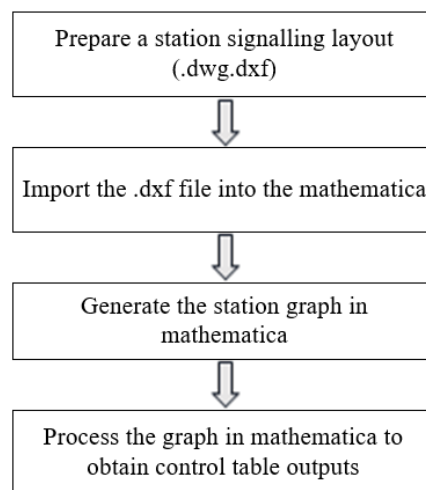 Prepare a station signalling layout
(.dwg.dxf)
Import the .dxf file into the mathematica
Generate the station graph in
mathematica
Process the graph in mathematica to
obtain control table outputs